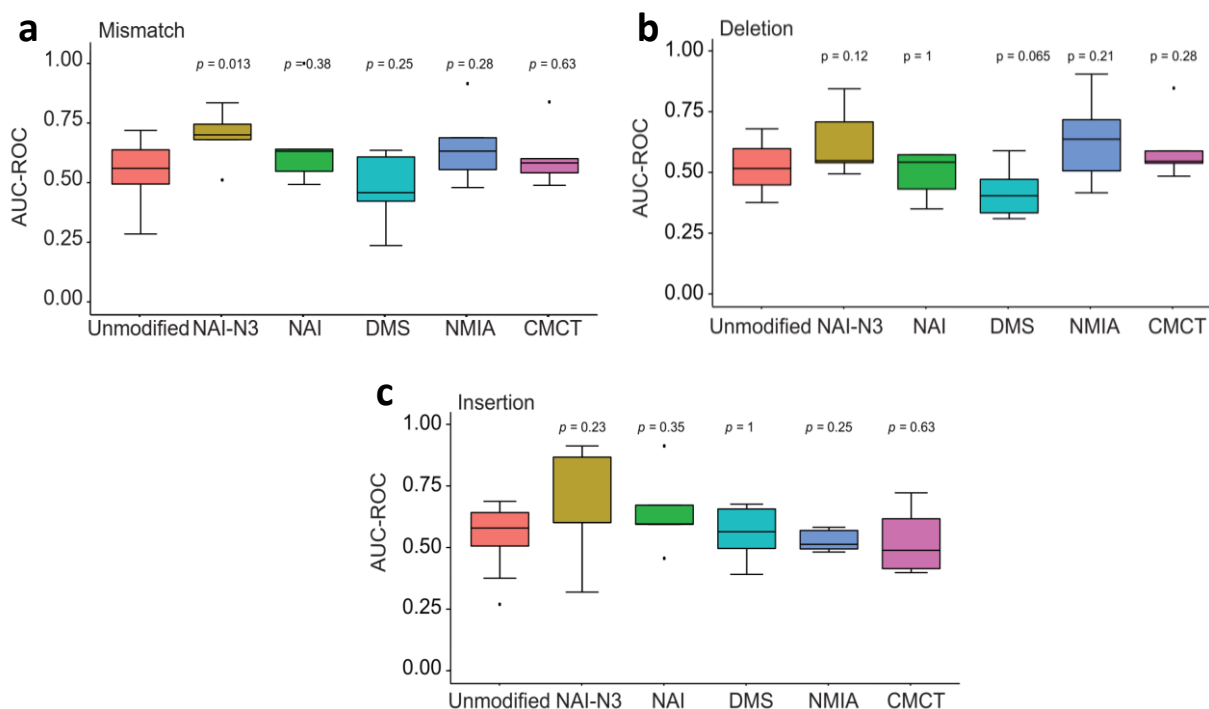 a
Mismatch
p = 0.013 p = 0.38 p = 0.25 p = 0.28 p = 0.63
1.00
0.75
0.50
0.25
0.00
AUC-ROC
Unmodified NAI-N3 NAI DMS NMIA CMCT
b
Deletion
p = 0.12 p = 1 p = 0.065 p = 0.21 p = 0.28
1.00
0.75
0.50
0.25
0.00
AUC-ROC
Unmodified NAI-N3 NAI DMS NMIA CMCT
c
Insertion
p = 0.23 p = 0.35 p = 1 p = 0.25 p = 0.63
1.00
0.75
0.50
0.25
0.00
AUC-ROC
Unmodified NAI-N3 NAI DMS NMIA CMCT